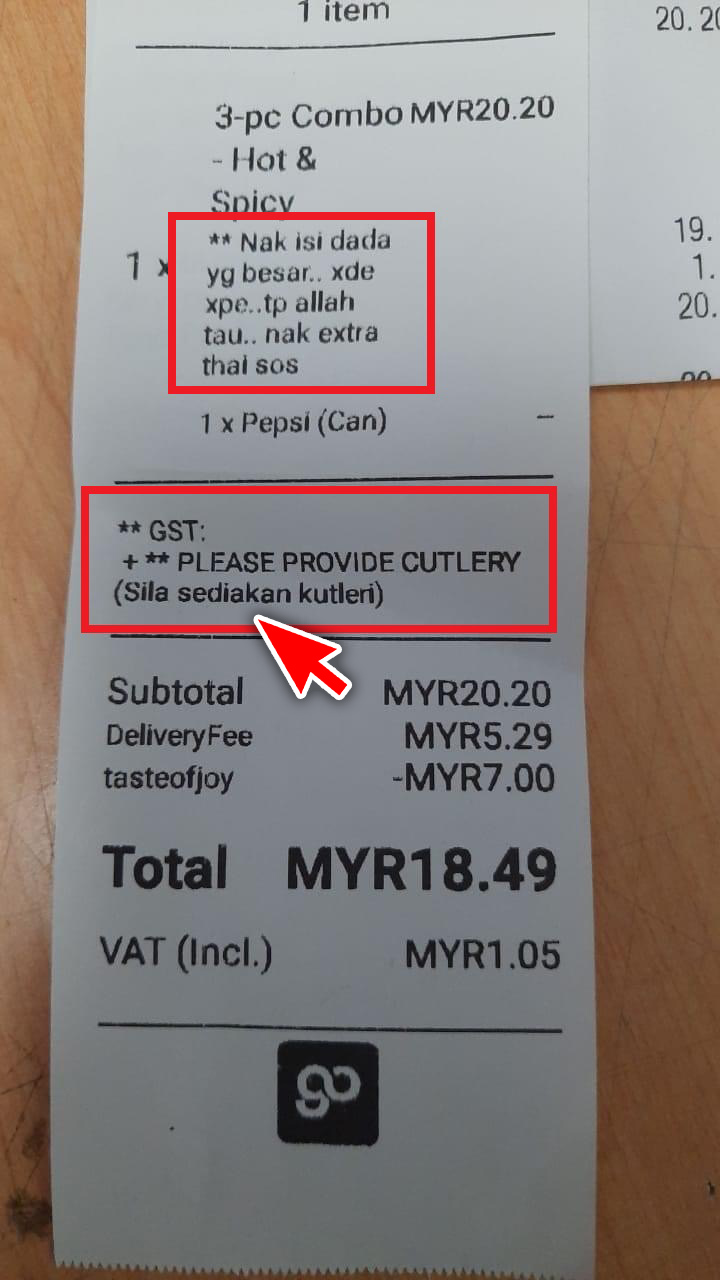 1 item
3-pc Combo MYR20.20
- Hot &
Spicy
** Nak isi dada
1 x yg besar.. xde
xpe..tp allah
tau.. nak extra
thai sos
1 x Pepsi (Can) –
** GST:
+ ** PLEASE PROVIDE CUTLERY
(Sila sediakan kutleri)
Subtotal MYR20.20
DeliveryFee MYR5.29
tasteofjoy -MYR7.00
Total MYR18.49
VAT (Incl.) MYR1.05
go
19.
1.
20.